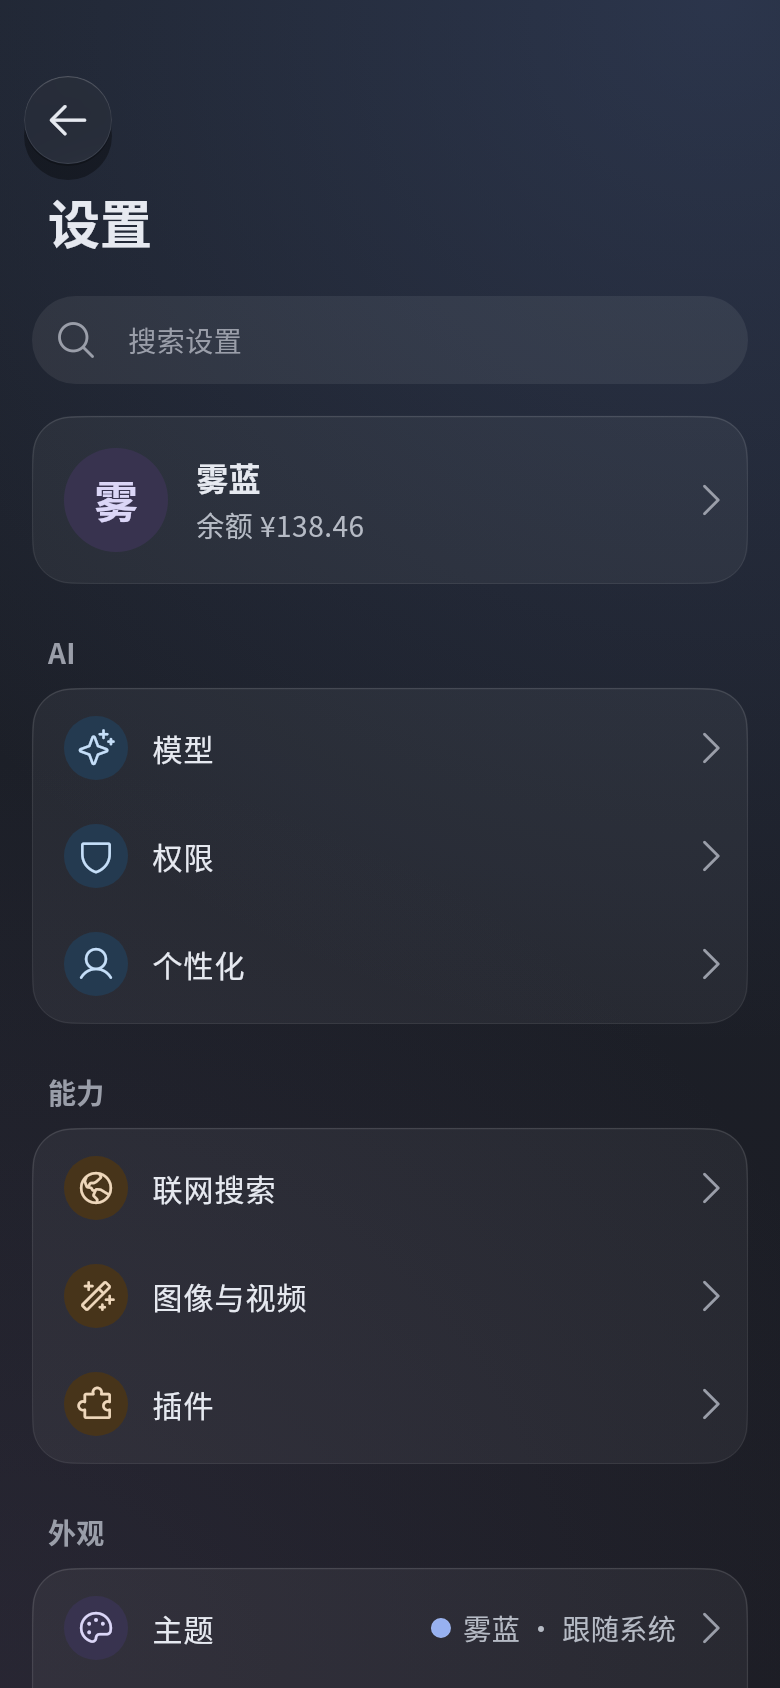 设置
搜索设置
雾
雾蓝
余额 ¥138.46
AI
模型
权限
个性化
能力
联网搜索
图像与视频
插件
外观
主题 雾蓝 · 跟随系统